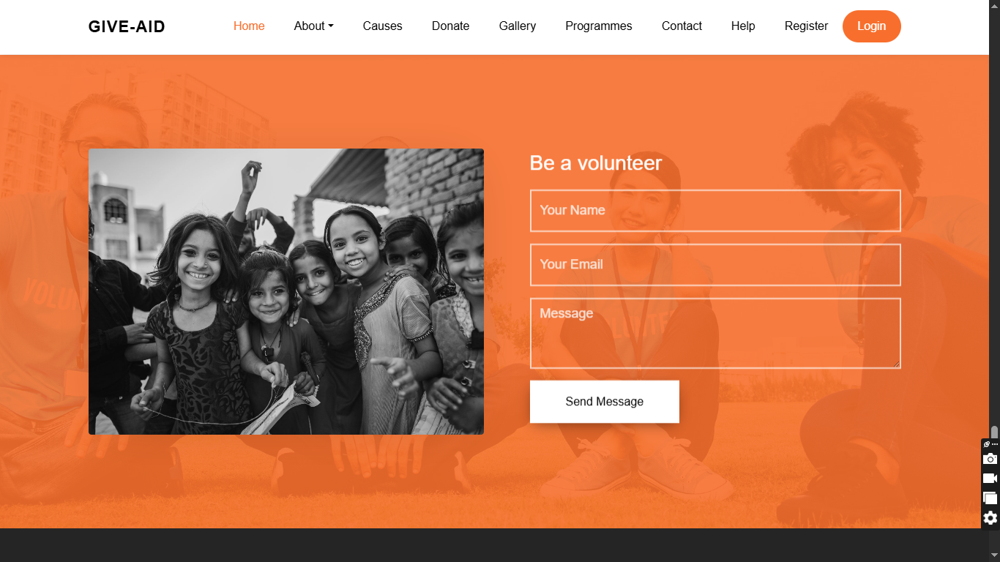 GIVE-AID Home About Causes Donate Gallery Programmes Contact Help Register Login
Be a volunteer
Your Name
Your Email
Message
Send Message